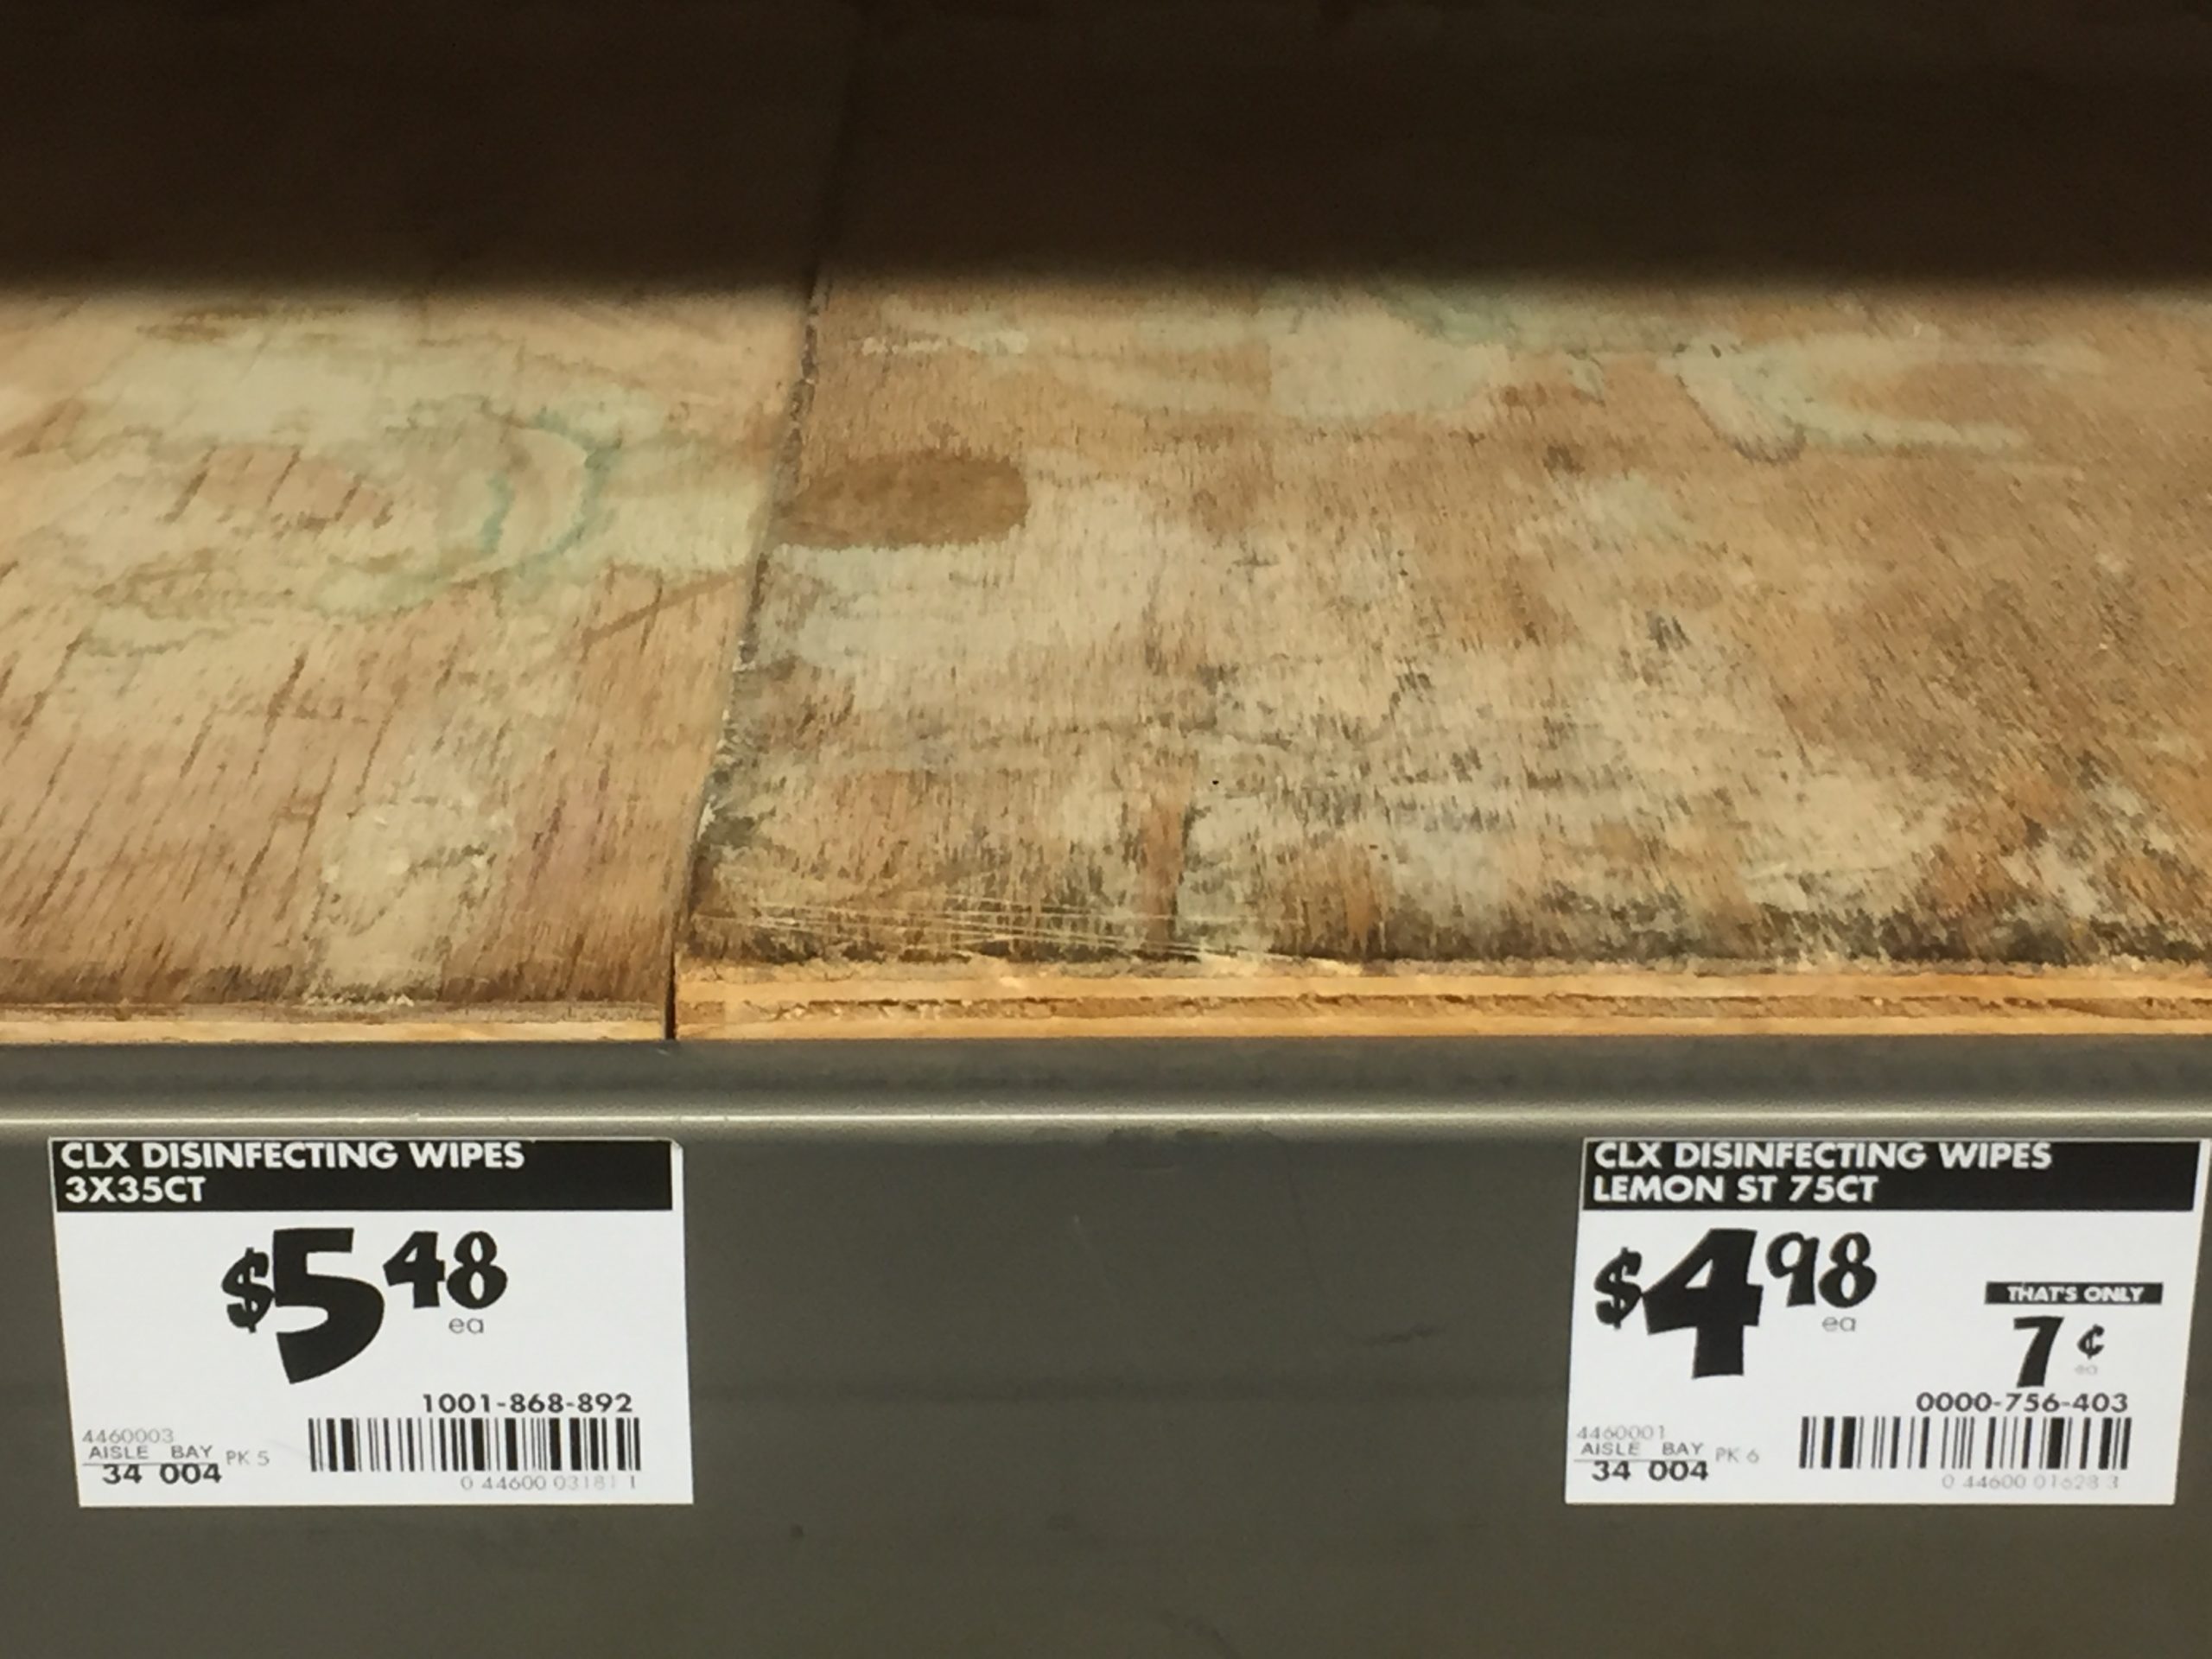 CLX DISINFECTING WIPES
3X35CT
$5 48
ea
1001-868-892
4460003
AISLE BAY PK 5
34 004
0 44600 03181 1
CLX DISINFECTING WIPES
LEMON ST 75CT
$4 98
ea
THAT'S ONLY
7¢
ea
0000-756-403
4460001
AISLE BAY PK 6
34 004
0 44600 01628 3